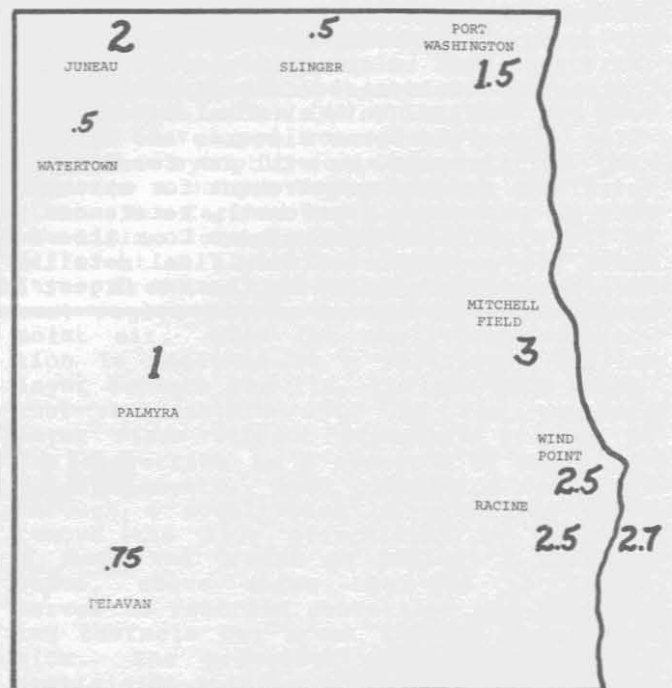 2
JUNEAU
.5
SLINGER
PORT
WASHINGTON
1.5
.5
WATERTOWN
MITCHELL
FIELD
3
1
PALMYRA
WIND
POINT
2.5
RACINE
2.5
2.7
.75
DELAVAN